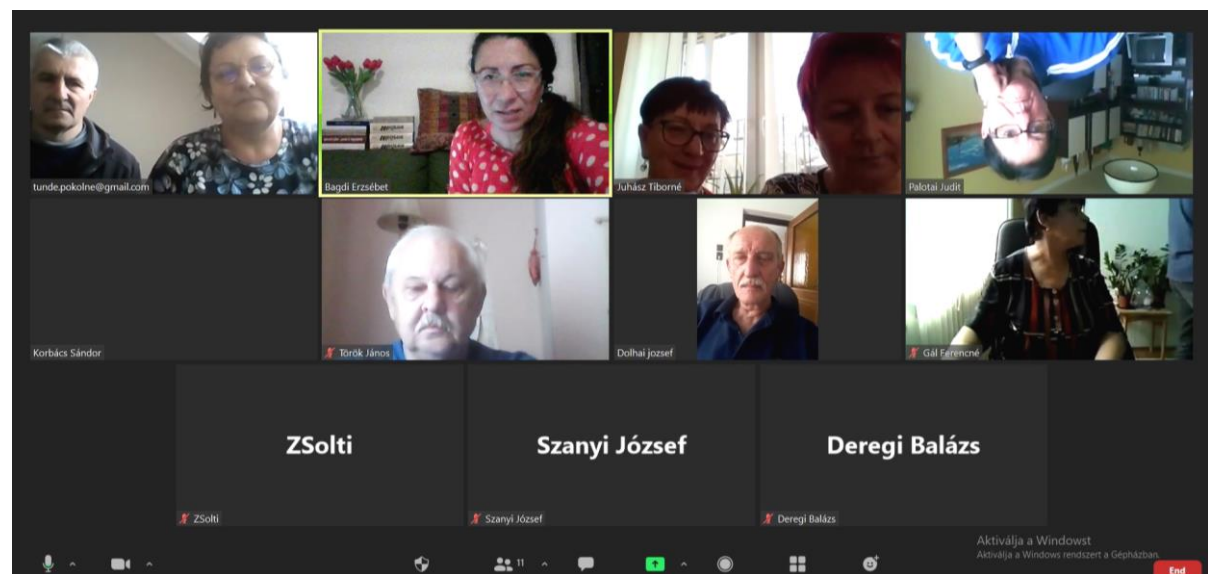 tunde.pokolne@gmail.com
Bagdi Erzsébet
Juhász Tiborné
Palotai Judit
Korbács Sándor
Török János
Dolhai jozsef
Gál Ferencné
ZSolti
Szanyi József
Deregi Balázs
ZSolti
Szanyi József
Deregi Balázs
Aktiválja a Windowst
Aktiválja a Windows rendszert a Gépházban.
11
End